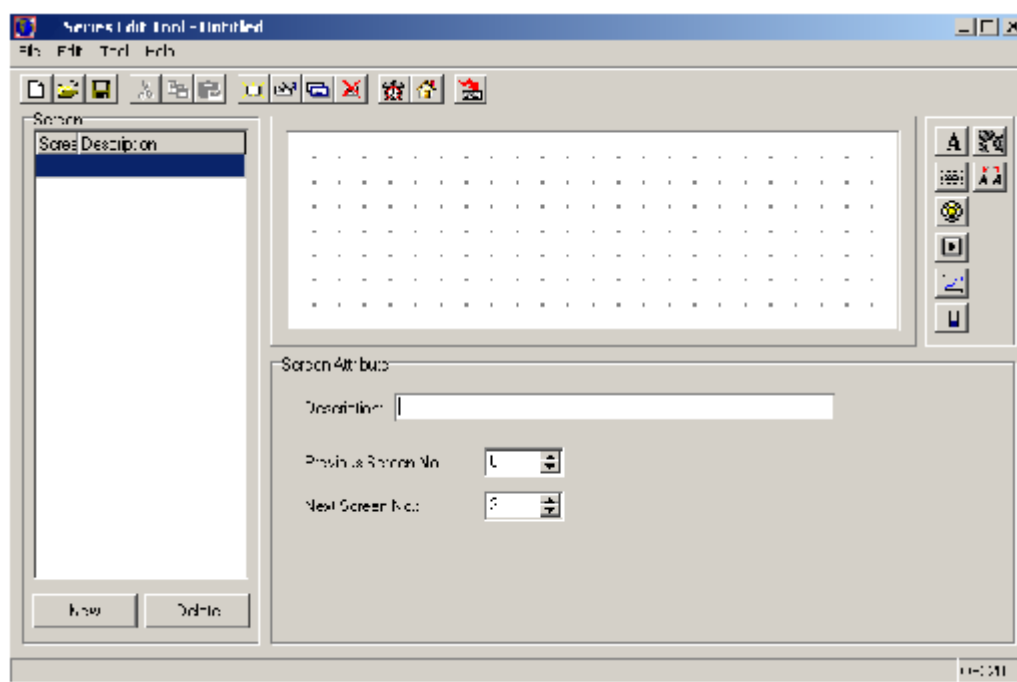 Series Edit Tool - Untitled
File Edit Tool Help
Screen
Scree Description
A
Screen Attribute
Description:
Previous Screen No
Next Screen No.:
New Delete